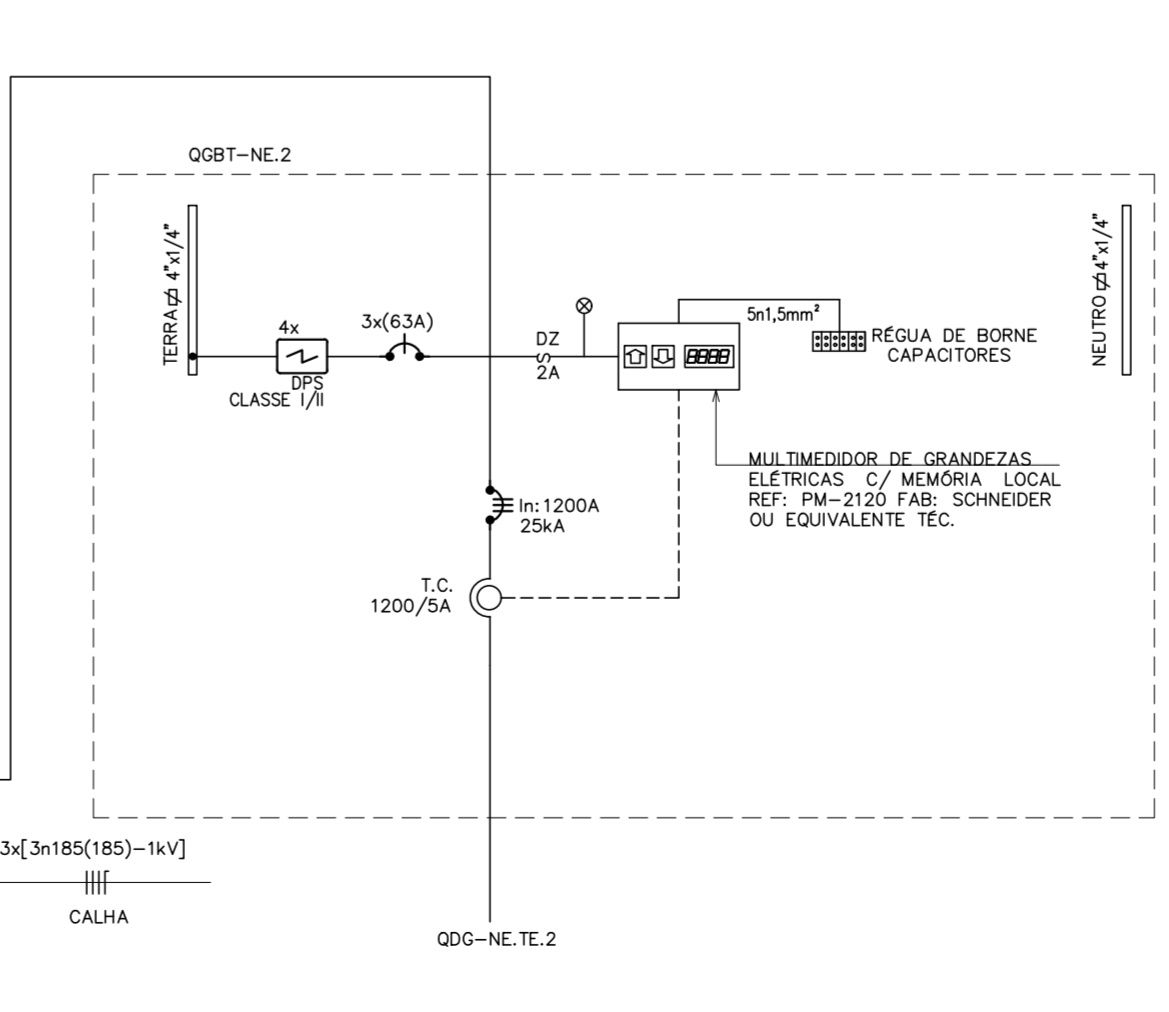 QGBT-NE.2
TERRA 4"x1/4"
4x
DPS
CLASSE I/II
3x(63A)
DZ
2A
8888
5n1,5mm²
RÉGUA DE BORNE
CAPACITORES
NEUTRO 4"x1/4"
MULTIMEDIDOR DE GRANDEZAS
ELÉTRICAS C/ MEMÓRIA LOCAL
REF: PM-2120 FAB: SCHNEIDER
OU EQUIVALENTE TÉC.
In:1200A
25kA
T.C.
1200/5A
3x[3n185(185)-1kV]
CALHA
QDG-NE.TE.2